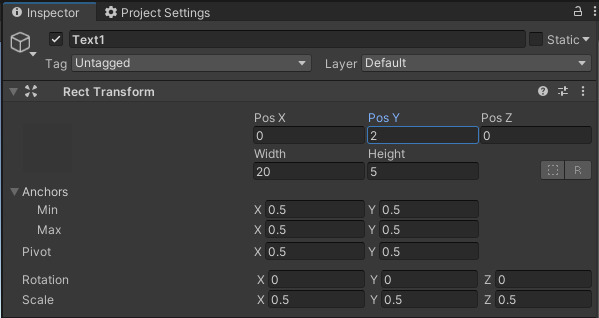 Inspector Project Settings
Text1 Static
Tag Untagged Layer Default
Rect Transform
Pos X Pos Y Pos Z
0 2 0
Width Height
20 5 R
Anchors
Min X 0.5 Y 0.5
Max X 0.5 Y 0.5
Pivot X 0.5 Y 0.5
Rotation X 0 Y 0 Z 0
Scale X 0.5 Y 0.5 Z 0.5